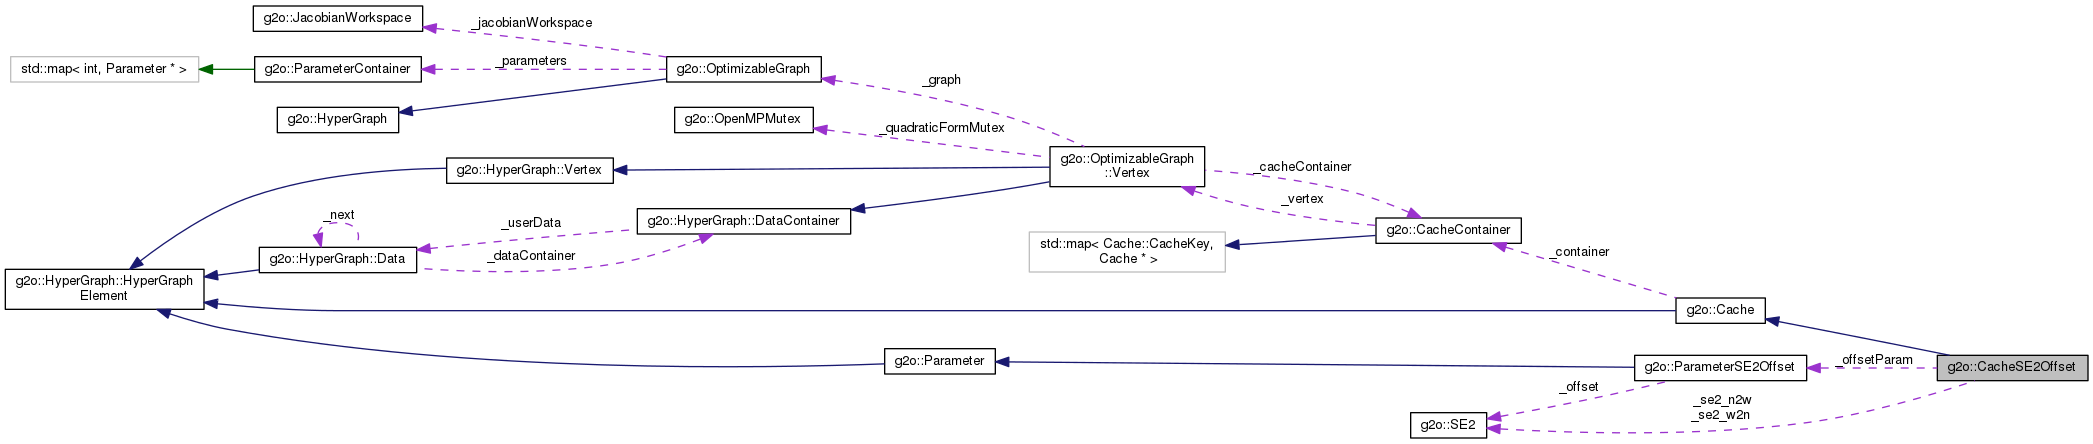 g2o::JacobianWorkspace
_jacobianWorkspace
std::map< int, Parameter * >
g2o::ParameterContainer
_parameters
g2o::OptimizableGraph
_graph
g2o::HyperGraph
g2o::OpenMPMutex
_quadraticFormMutex
g2o::HyperGraph::Vertex
g2o::OptimizableGraph
::Vertex
_cacheContainer
_vertex
_next
_userData
g2o::HyperGraph::DataContainer
g2o::CacheContainer
std::map< Cache::CacheKey,
Cache * >
g2o::HyperGraph::Data
_dataContainer
_container
g2o::HyperGraph::HyperGraph
Element
g2o::Cache
g2o::Parameter
g2o::ParameterSE2Offset
_offsetParam
g2o::CacheSE2Offset
_offset
_se2_n2w
_se2_w2n
g2o::SE2